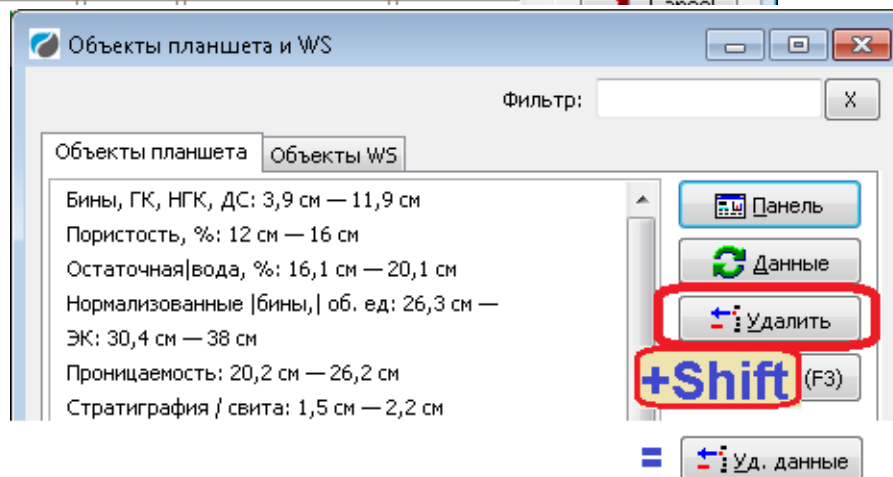 Cancel
Объекты планшета и WS
Фильтр:
X
Объекты планшета
Объекты WS
Бины, ГК, НГК, ДС: 3,9 см — 11,9 см
Пористость, %: 12 см — 16 см
Остаточная|вода, %: 16,1 см — 20,1 см
Нормализованные |бины,| об. ед: 26,3 см —
ЭК: 30,4 см — 38 см
Проницаемость: 20,2 см — 26,2 см
Стратиграфия / свита: 1,5 см — 2,2 см
Панель
Данные
Удалить
+Shift (F3)
= Уд. данные